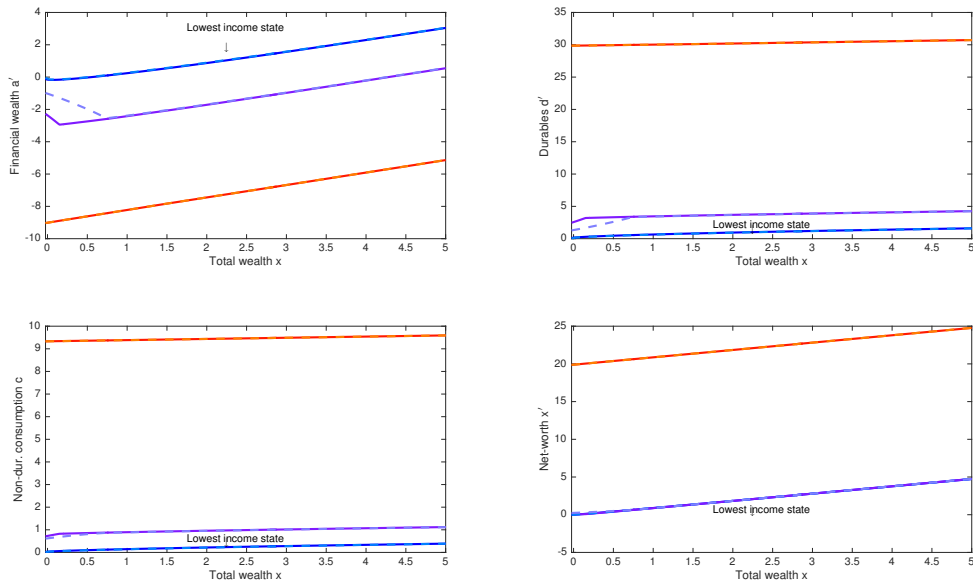 4
2
0
-2
-4
-6
-8
-10
Financial wealth a′
Lowest income state
↓
0 0.5 1 1.5 2 2.5 3 3.5 4 4.5 5
Total wealth x
35
30
25
20
15
10
5
0
Durables d′
Lowest income state
0 0.5 1 1.5 2 2.5 3 3.5 4 4.5 5
Total wealth x
10
9
8
7
6
5
4
3
2
1
0
Non-dur. consumption c
Lowest income state
0 0.5 1 1.5 2 2.5 3 3.5 4 4.5 5
Total wealth x
25
20
15
10
5
0
-5
Net-worth x′
Lowest income state
0 0.5 1 1.5 2 2.5 3 3.5 4 4.5 5
Total wealth x